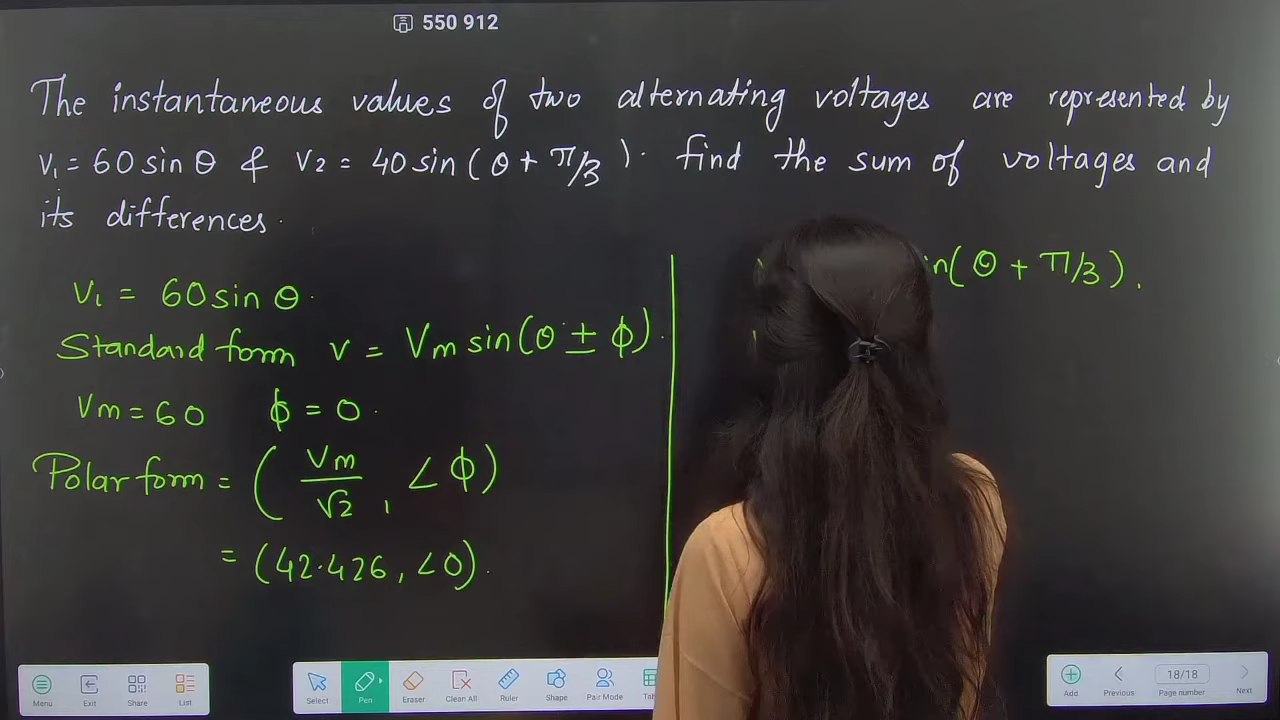 550 912
The instantaneous values of two alternating voltages are represented by
V₁ = 60 sin θ & V2 = 40 sin ( θ + π/3 ). find the sum of voltages and
its differences.
V₁ = 60 sin θ.
Standard form V = Vm sin(θ ± ϕ).
Vm = 60 ϕ = 0.
Polar form = ( Vm/√2 , ∠ϕ)
= (42.426, ∠0).
in( θ + π/3 ).
Menu Exit Share List
Select Pen Eraser Clean All Ruler Shape Pair Mode
Add Previous 18/18 Page number Next